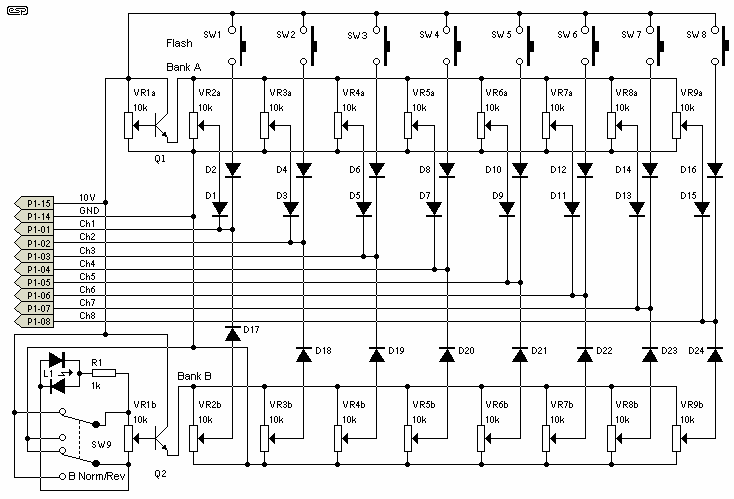 ESP
SW1 SW2 SW3 SW4 SW5 SW6 SW7 SW8
Flash
Bank A
VR1a VR2a VR3a VR4a VR5a VR6a VR7a VR8a VR9a
10k 10k 10k 10k 10k 10k 10k 10k 10k
Q1
D2 D4 D6 D8 D10 D12 D14 D16
D1 D3 D5 D7 D9 D11 D13 D15
P1-15 10V
P1-14 GND
P1-01 Ch1
P1-02 Ch2
P1-03 Ch3
P1-04 Ch4
P1-05 Ch5
P1-06 Ch6
P1-07 Ch7
P1-08 Ch8
D17
D18 D19 D20 D21 D22 D23 D24
L1 R1
1k
Bank B
VR1b VR2b VR3b VR4b VR5b VR6b VR7b VR8b VR9b
10k 10k 10k 10k 10k 10k 10k 10k 10k
SW9
B Norm/Rev
Q2